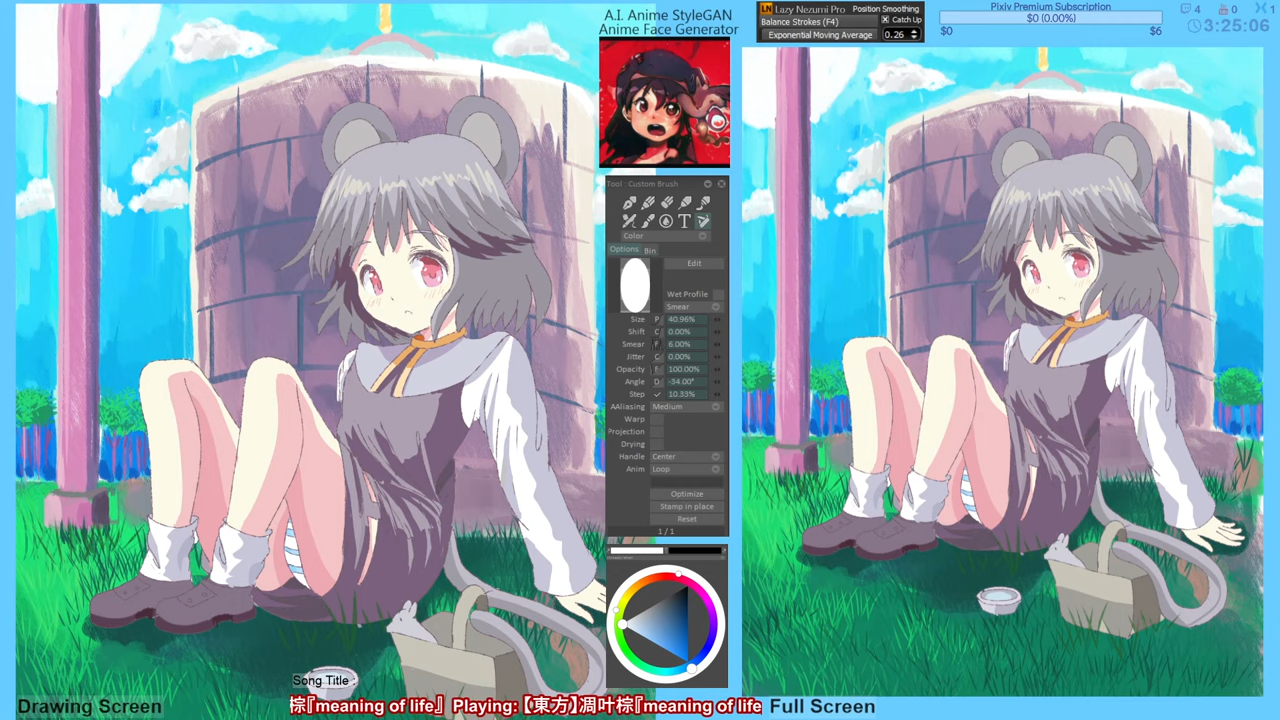 A.I. Anime StyleGAN
Anime Face Generator
LN Lazy Nezumi Pro
Position Smoothing
Balance Strokes (F4)
Catch Up
Exponential Moving Average
0.26
Pixiv Premium Subscription
$0 (0.00%)
$0
$6
4
0
1
3:25:06
Tool : Custom Brush
T
Color
Options
Bin
Edit
Wet Profile
Smear
Size P 40.96%
Shift C 0.00%
Smear F 6.00%
Jitter C 0.00%
Opacity F 100.00%
Angle D -34.00°
Step 10.33%
AAliasing Medium
Warp
Projection
Drying
Handle Center
Anim Loop
Optimize
Stamp in place
Reset
1 / 1
Song Title :
Drawing Screen
棕『meaning of life』 Playing: 【東方】凋叶棕『meaning of life
Full Screen